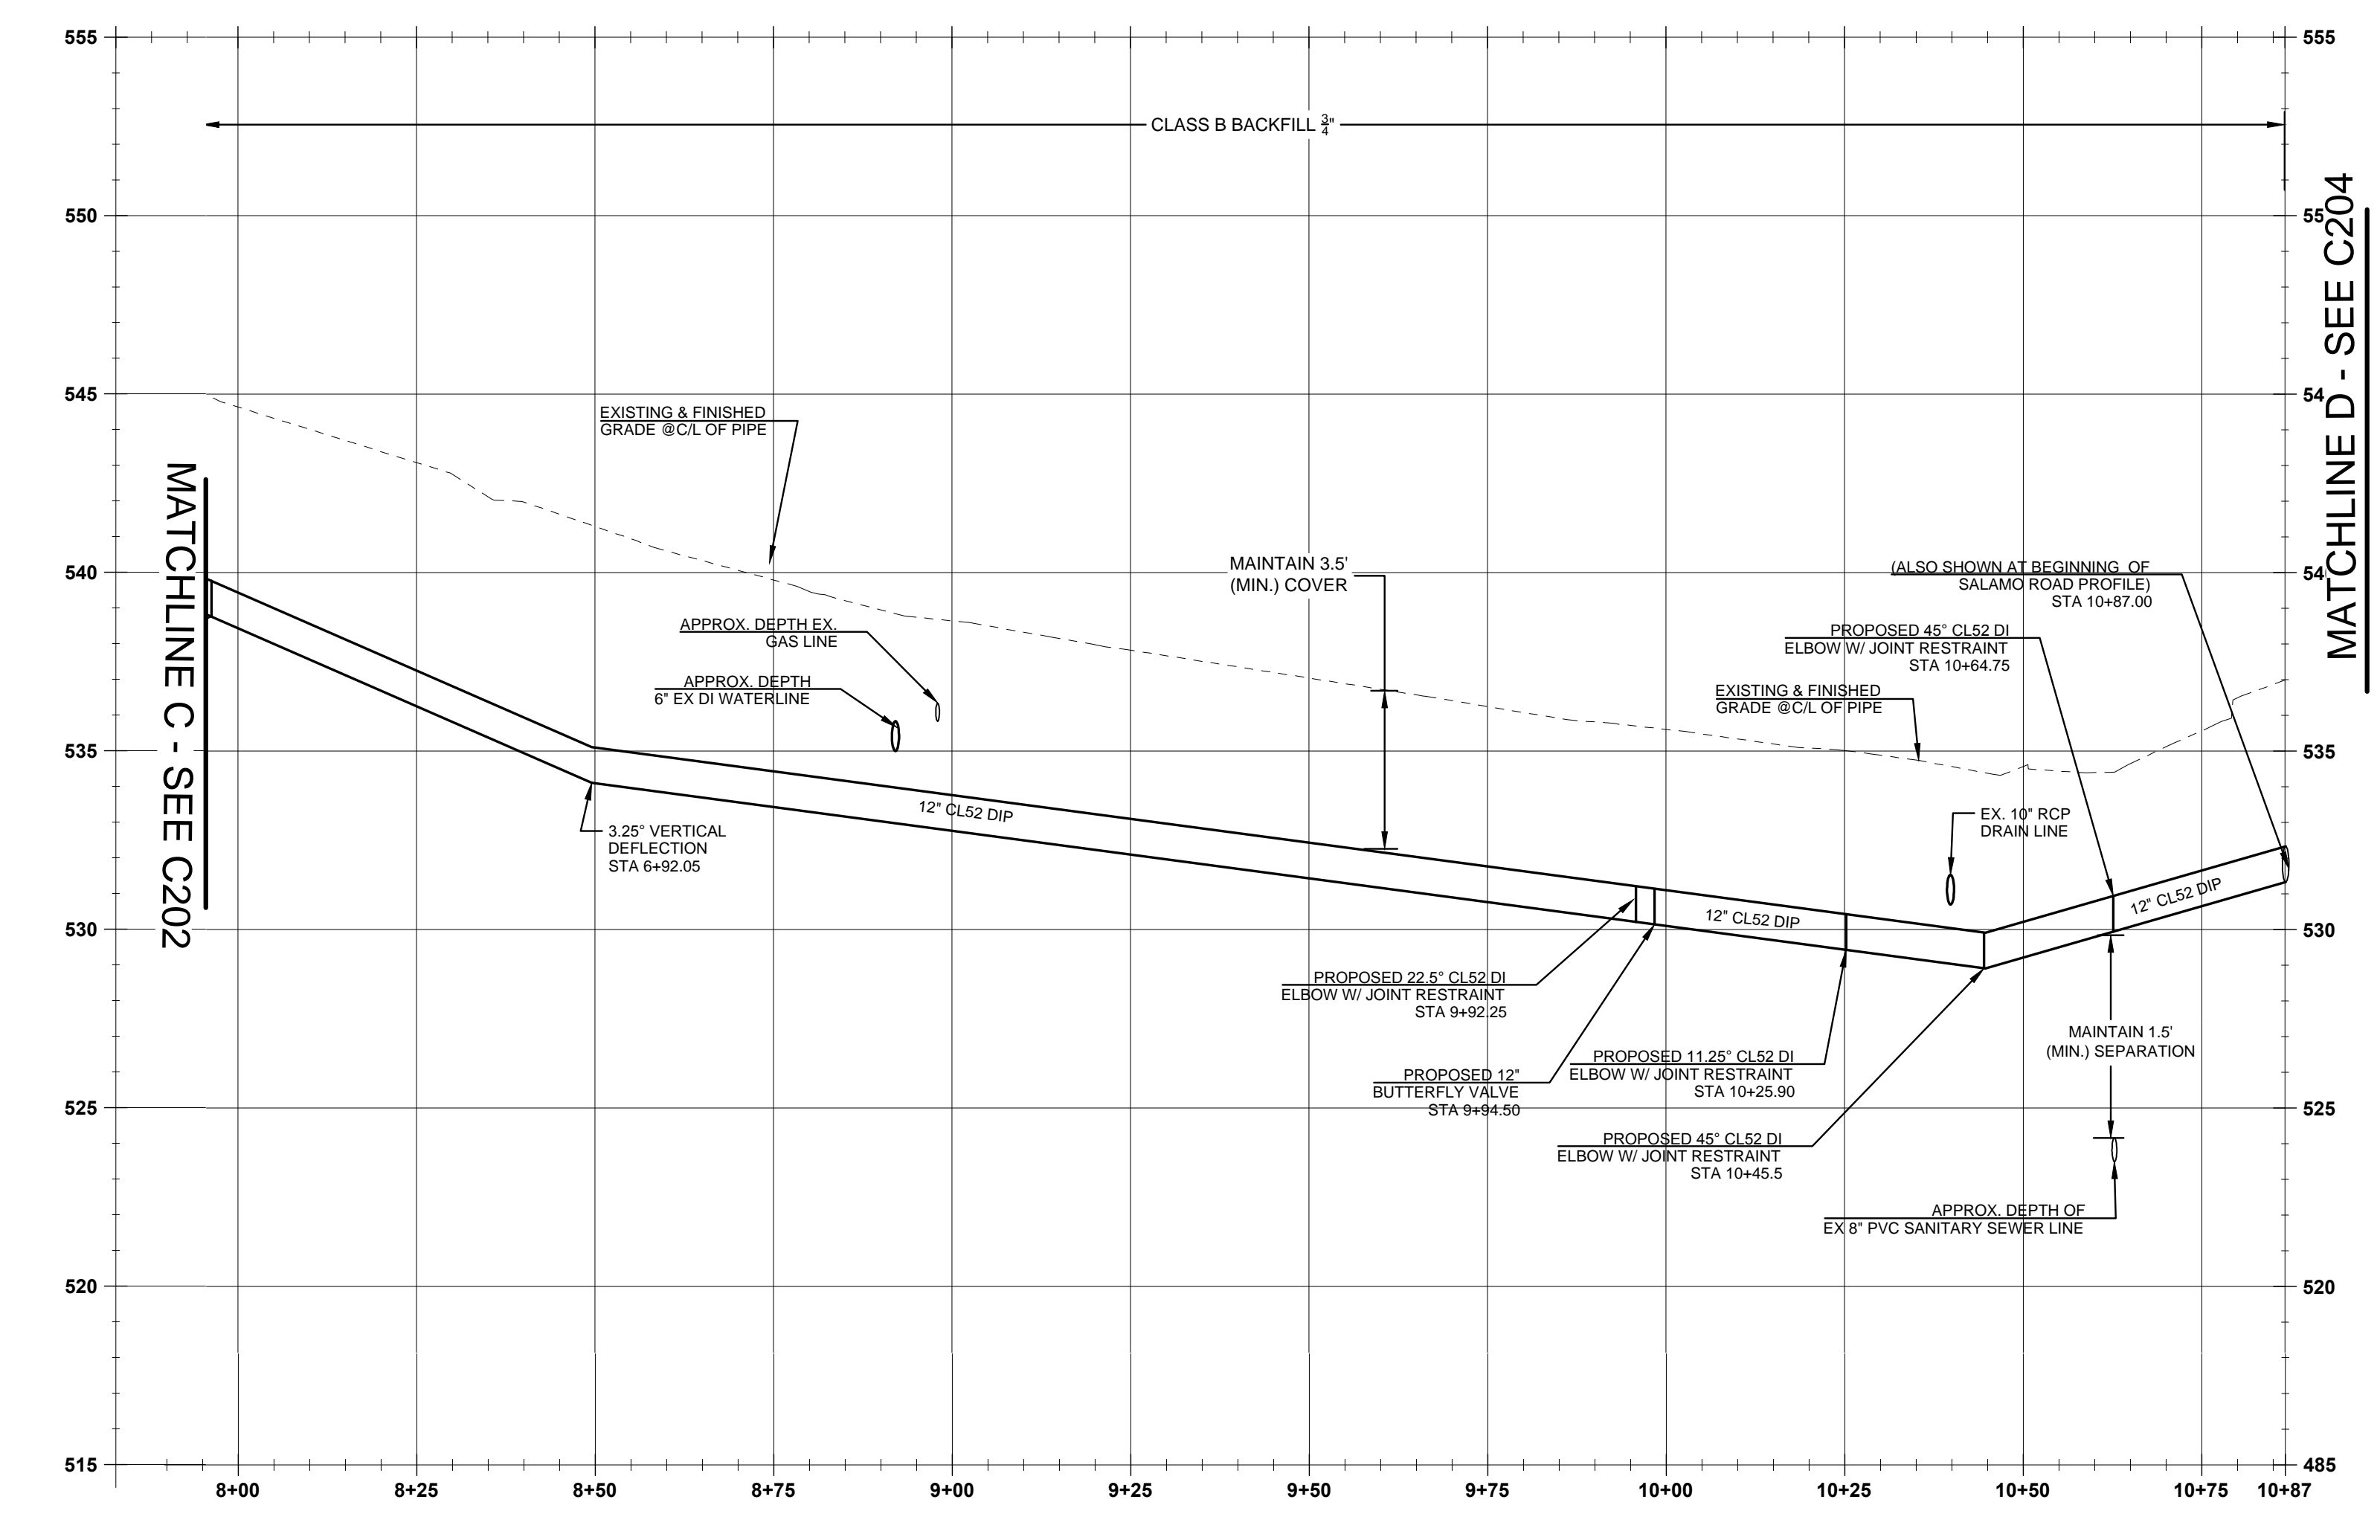 555
555
CLASS B BACKFILL 3/4"
550
55
545
54
EXISTING & FINISHED
GRADE @C/L OF PIPE
MATCHLINE C - SEE C202
MATCHLINE D - SEE C204
540
54
MAINTAIN 3.5'
(MIN.) COVER
(ALSO SHOWN AT BEGINNING OF
SALAMO ROAD PROFILE)
STA 10+87.00
APPROX. DEPTH EX.
GAS LINE
PROPOSED 45° CL52 DI
ELBOW W/ JOINT RESTRAINT
STA 10+64.75
APPROX. DEPTH
6" EX DI WATERLINE
EXISTING & FINISHED
GRADE @C/L OF PIPE
535
535
12" CL52 DIP
3.25° VERTICAL
DEFLECTION
STA 6+92.05
EX. 10" RCP
DRAIN LINE
12" CL52 DIP
12" CL52 DIP
530
530
PROPOSED 22.5° CL52 DI
ELBOW W/ JOINT RESTRAINT
STA 9+92.25
MAINTAIN 1.5'
(MIN.) SEPARATION
PROPOSED 11.25° CL52 DI
ELBOW W/ JOINT RESTRAINT
STA 10+25.90
PROPOSED 12"
BUTTERFLY VALVE
STA 9+94.50
525
525
PROPOSED 45° CL52 DI
ELBOW W/ JOINT RESTRAINT
STA 10+45.5
APPROX. DEPTH OF
EX 8" PVC SANITARY SEWER LINE
520
520
515
485
8+00
8+25
8+50
8+75
9+00
9+25
9+50
9+75
10+00
10+25
10+50
10+75
10+87